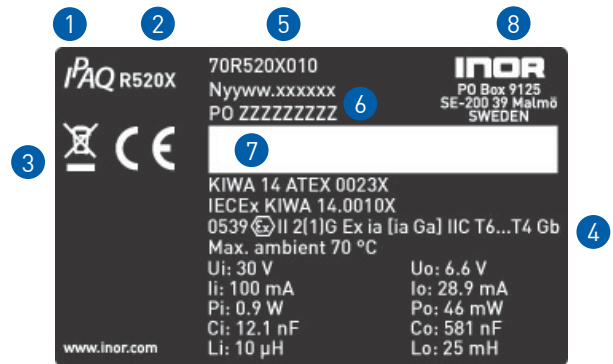 1 2 5 8
IPAQ R520X
70R520X010
Nyyww.xxxxxx
PO ZZZZZZZZZ
6
INOR
PO Box 9125
SE-200 39 Malmö
SWEDEN
3
CE
7
KIWA 14 ATEX 0023X
IECEx KIWA 14.0010X
0539 Ex II 2(1)G Ex ia [ia Ga] IIC T6...T4 Gb
4
Max. ambient 70 °C
Ui: 30 V Uo: 6.6 V
Ii: 100 mA Io: 28.9 mA
Pi: 0.9 W Po: 46 mW
Ci: 12.1 nF Co: 581 nF
www.inor.com Li: 10 µH Lo: 25 mH